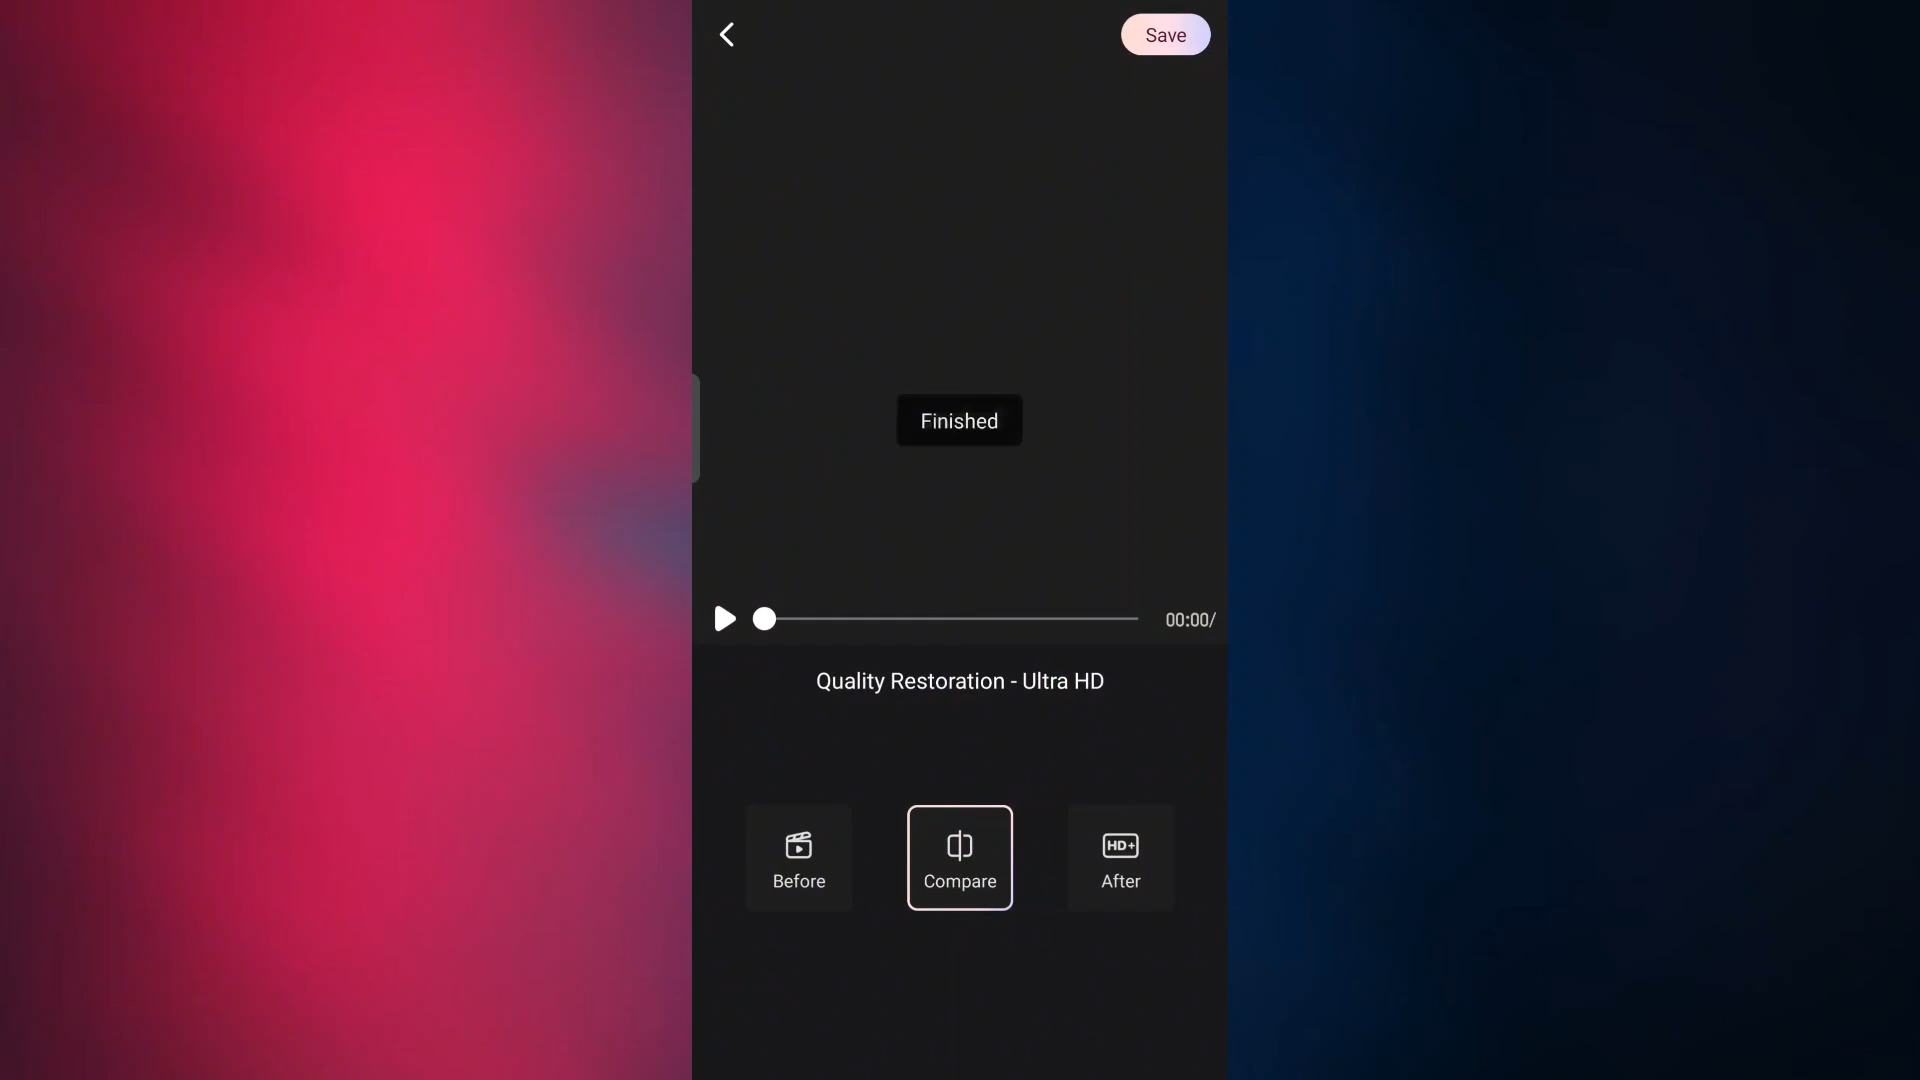 Save
Finished
00:00/
Quality Restoration - Ultra HD
Before
Compare
HD+
After